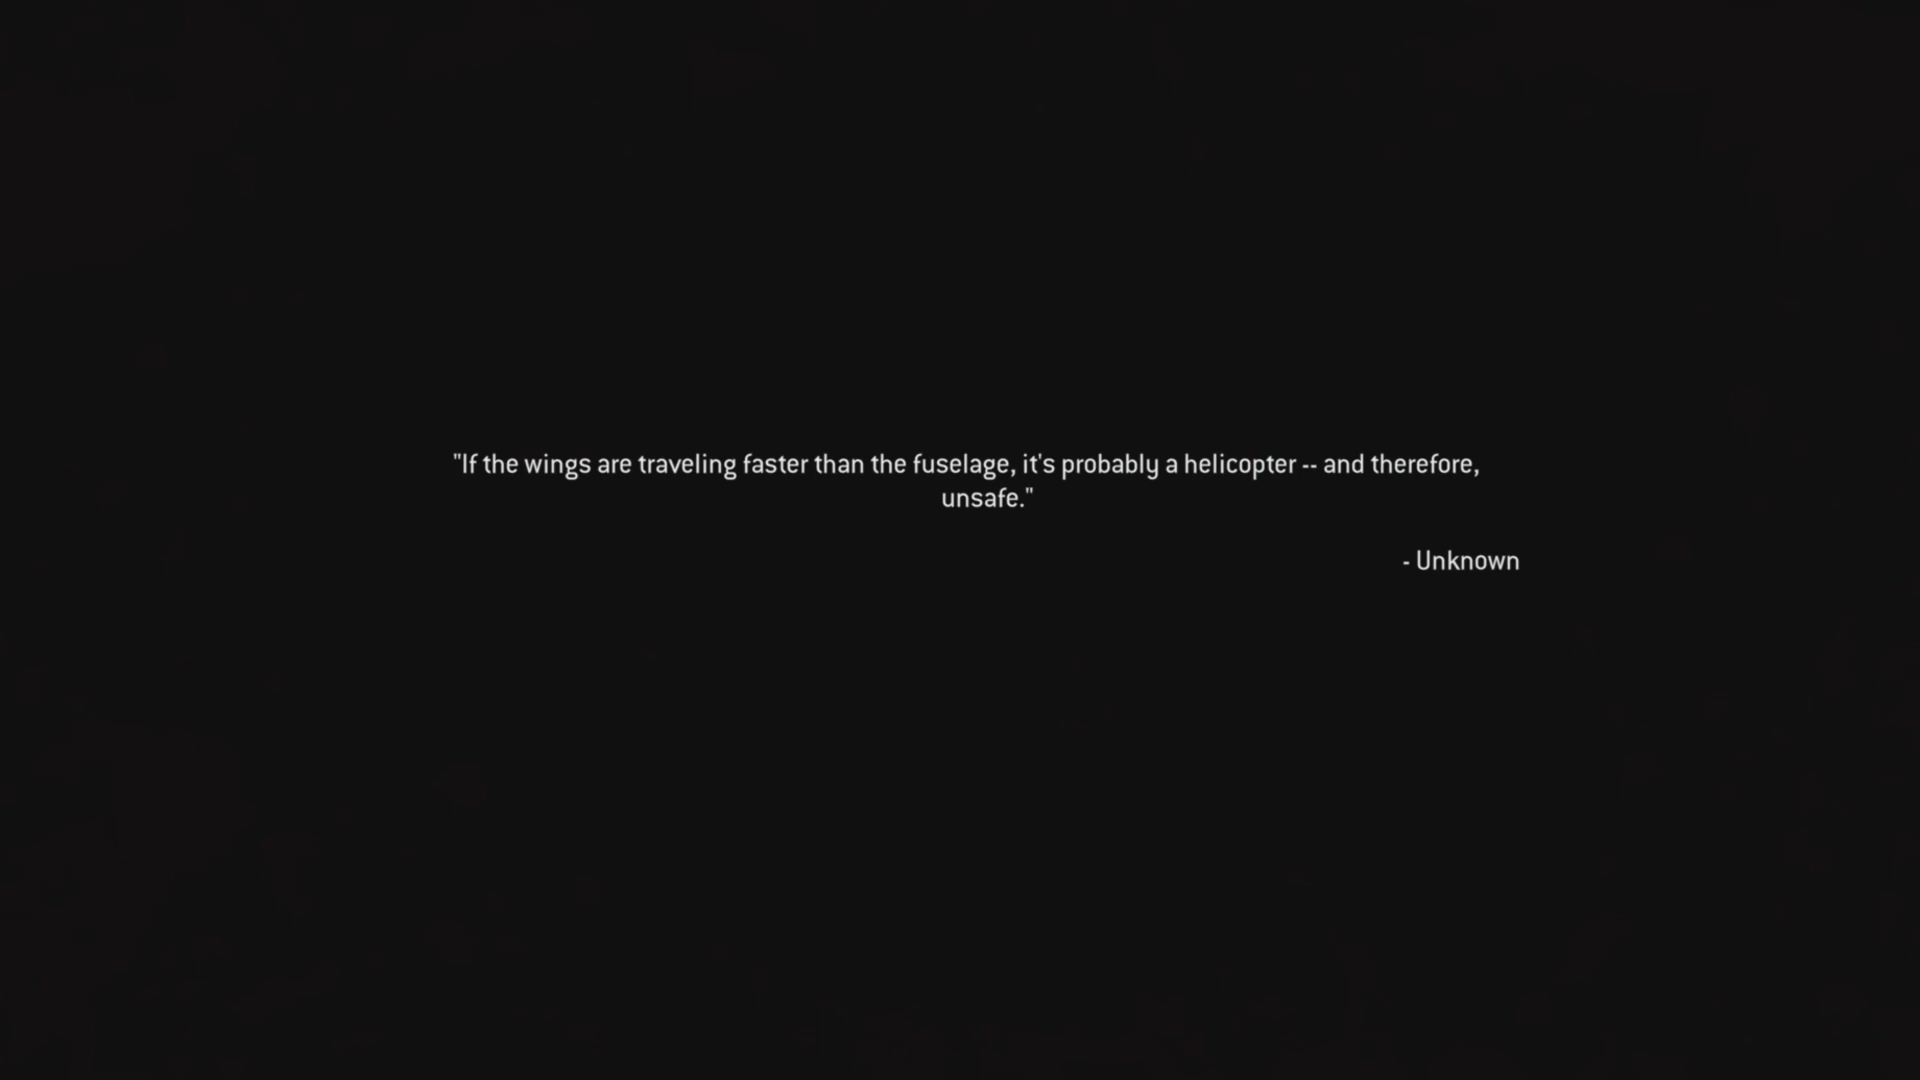 "If the wings are traveling faster than the fuselage, it's probably a helicopter -- and therefore,
unsafe."
- Unknown